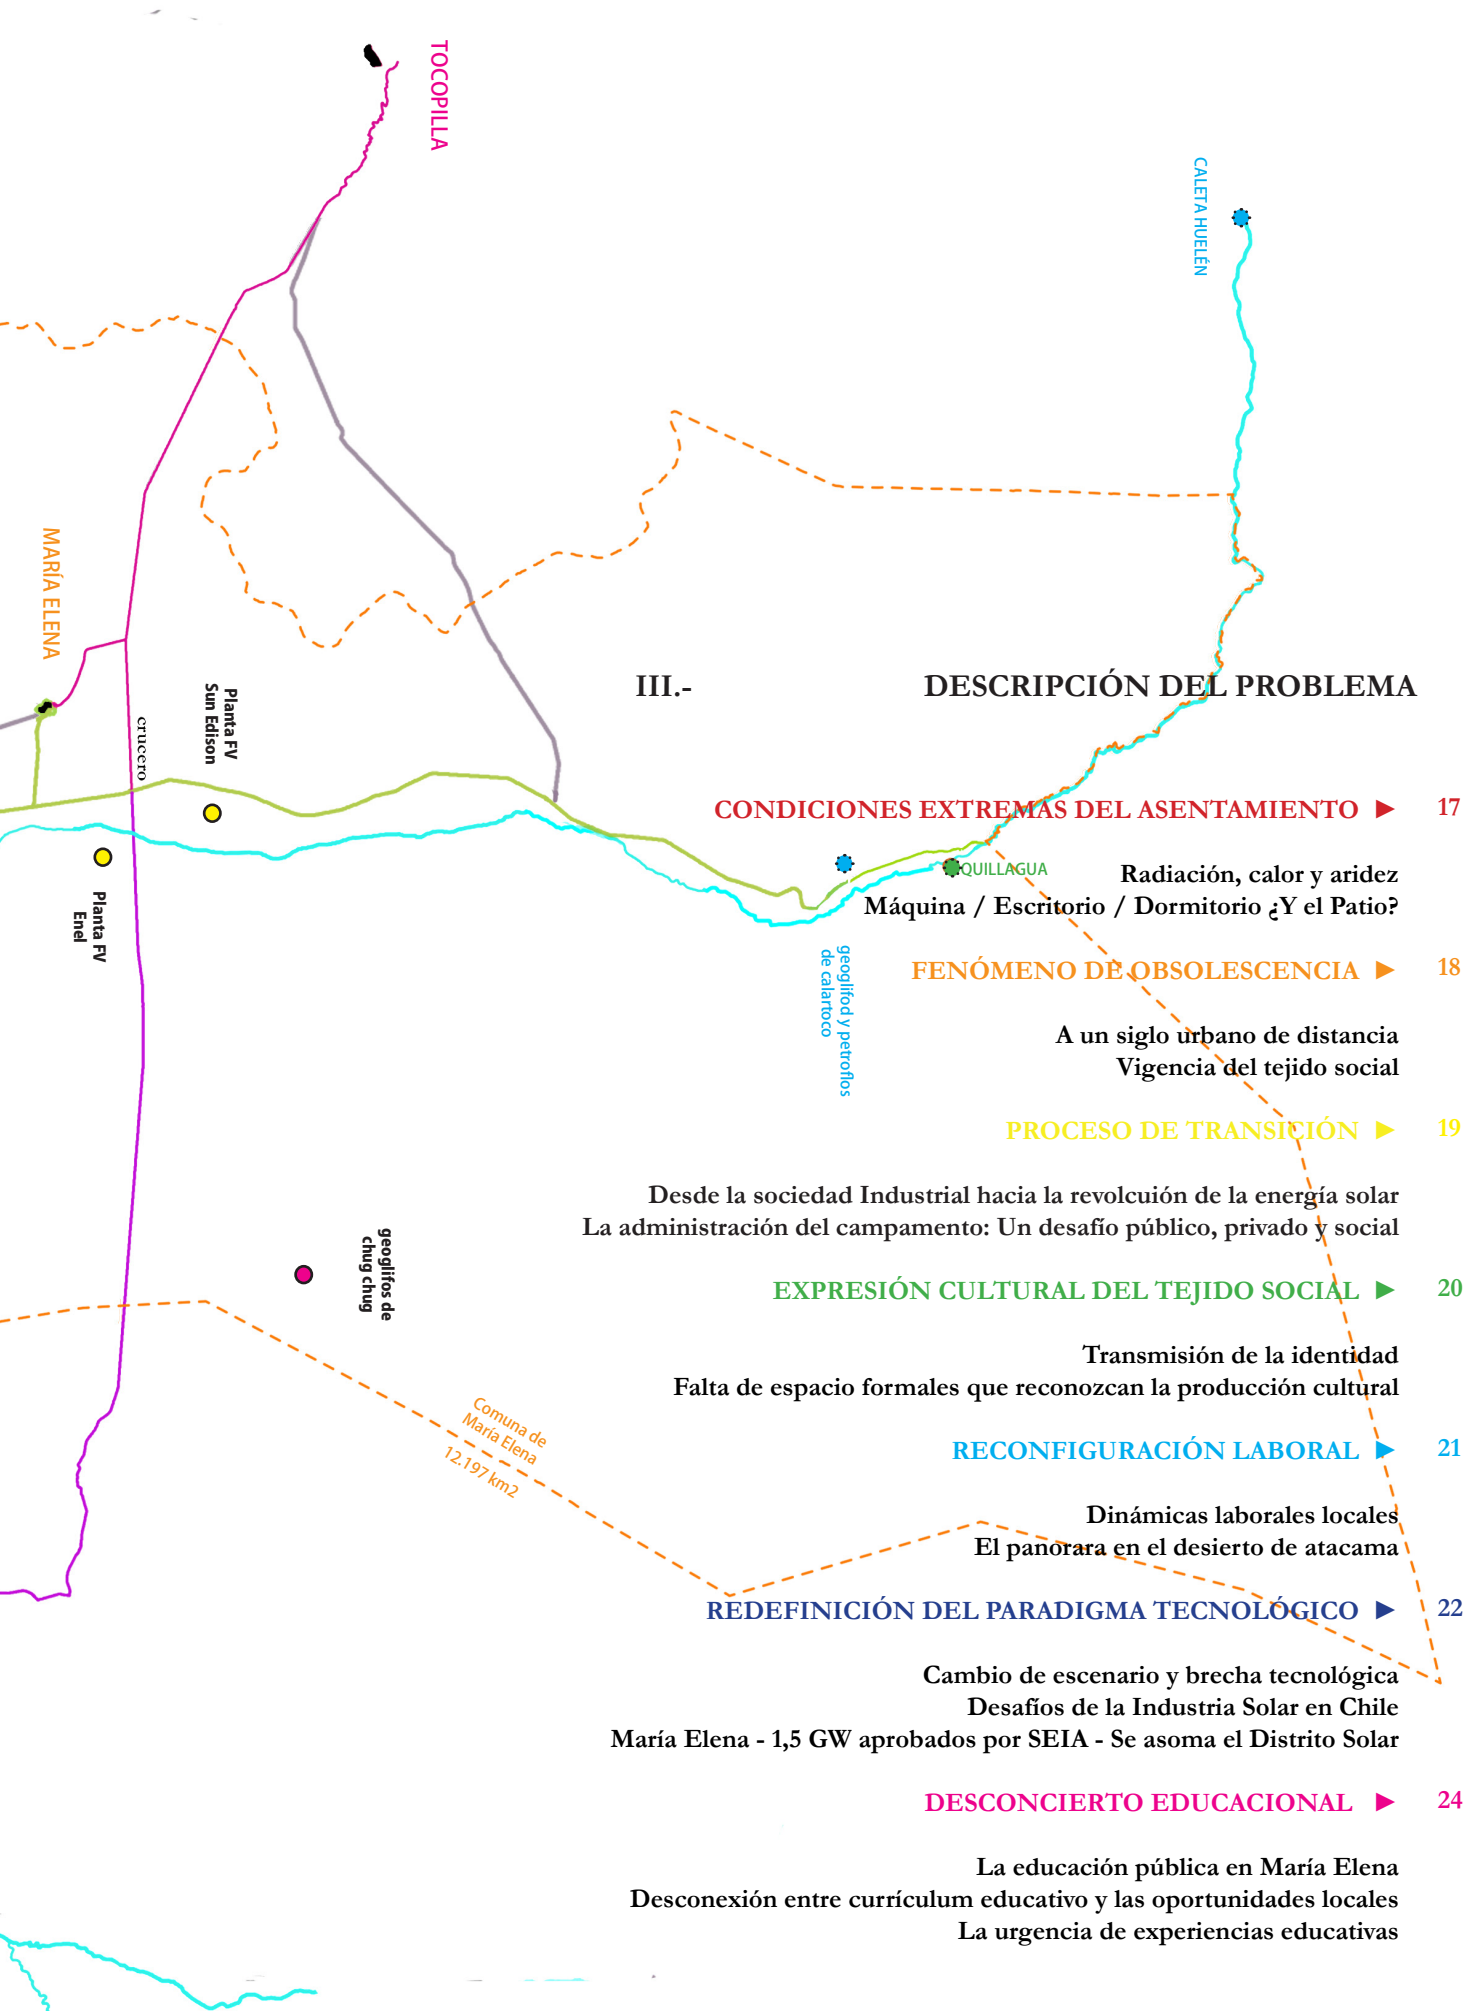 TOCOPILLA
CALETA HUELÉN
MARÍA ELENA
Planta FV
Sun Edison
crucero
Planta FV
Enel
QUILLAGUA
geoglifod y petroflos
de calartoco
geoglifos de
chug chug
Comuna de
María Elena
12.197 km2
III.- DESCRIPCIÓN DEL PROBLEMA
CONDICIONES EXTREMAS DEL ASENTAMIENTO ► 17
Radiación, calor y aridez
Máquina / Escritorio / Dormitorio ¿Y el Patio?
FENÓMENO DE OBSOLESCENCIA ► 18
A un siglo urbano de distancia
Vigencia del tejido social
PROCESO DE TRANSICIÓN ► 19
Desde la sociedad Industrial hacia la revolcuión de la energía solar
La administración del campamento: Un desafío público, privado y social
EXPRESIÓN CULTURAL DEL TEJIDO SOCIAL ► 20
Transmisión de la identidad
Falta de espacio formales que reconozcan la producción cultural
RECONFIGURACIÓN LABORAL ► 21
Dinámicas laborales locales
El panorara en el desierto de atacama
REDEFINICIÓN DEL PARADIGMA TECNOLÓGICO ► 22
Cambio de escenario y brecha tecnológica
Desafíos de la Industria Solar en Chile
María Elena - 1,5 GW aprobados por SEIA - Se asoma el Distrito Solar
DESCONCIERTO EDUCACIONAL ► 24
La educación pública en María Elena
Desconexión entre currículum educativo y las oportunidades locales
La urgencia de experiencias educativas